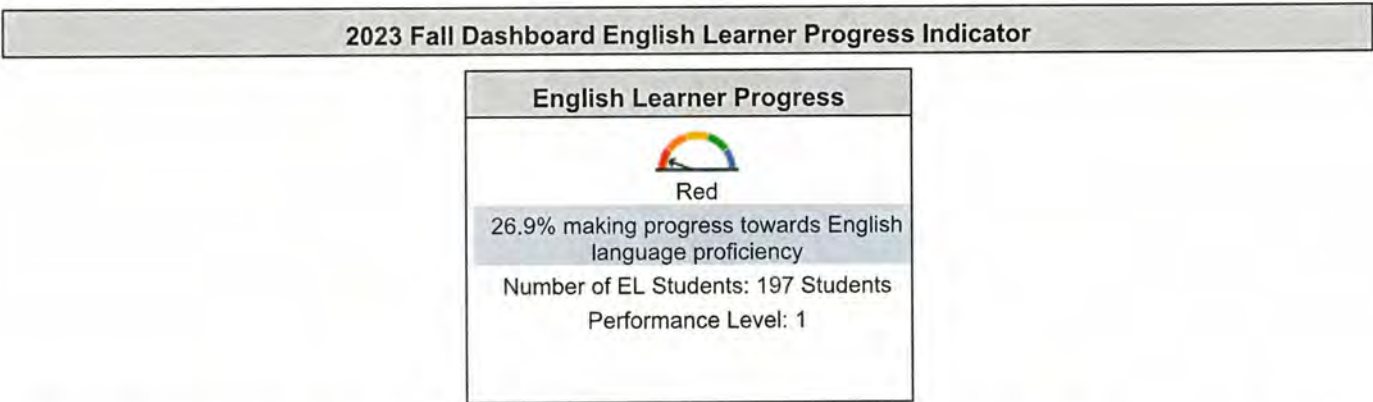 2023 Fall Dashboard English Learner Progress Indicator
English Learner Progress
Red
26.9% making progress towards English
language proficiency
Number of EL Students: 197 Students
Performance Level: 1